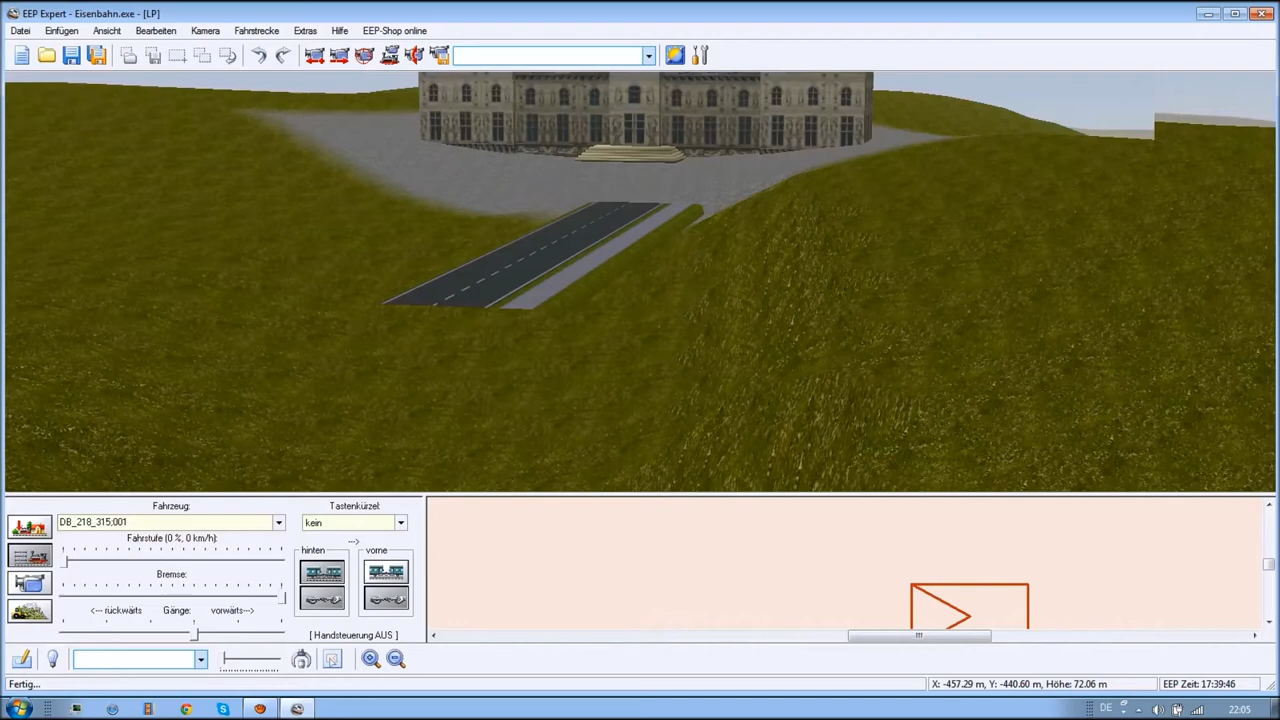 EEP Expert - Eisenbahn.exe - [LP]
Datei Einfügen Ansicht Bearbeiten Kamera Fahrstrecke Extras Hilfe EEP-Shop online
Fahrzeug:
Tastenkürzel:
DB_218_315;001
kein
Fahrstufe (0 %, 0 km/h):
--->
hinten
vorne
Bremse:
<--- rückwärts Gänge: vorwärts--->
[ Handsteuerung AUS ]
Fertig...
X: -457.29 m, Y: -440.60 m, Höhe: 72.06 m
EEP Zeit: 17:39:46
DE
22:05